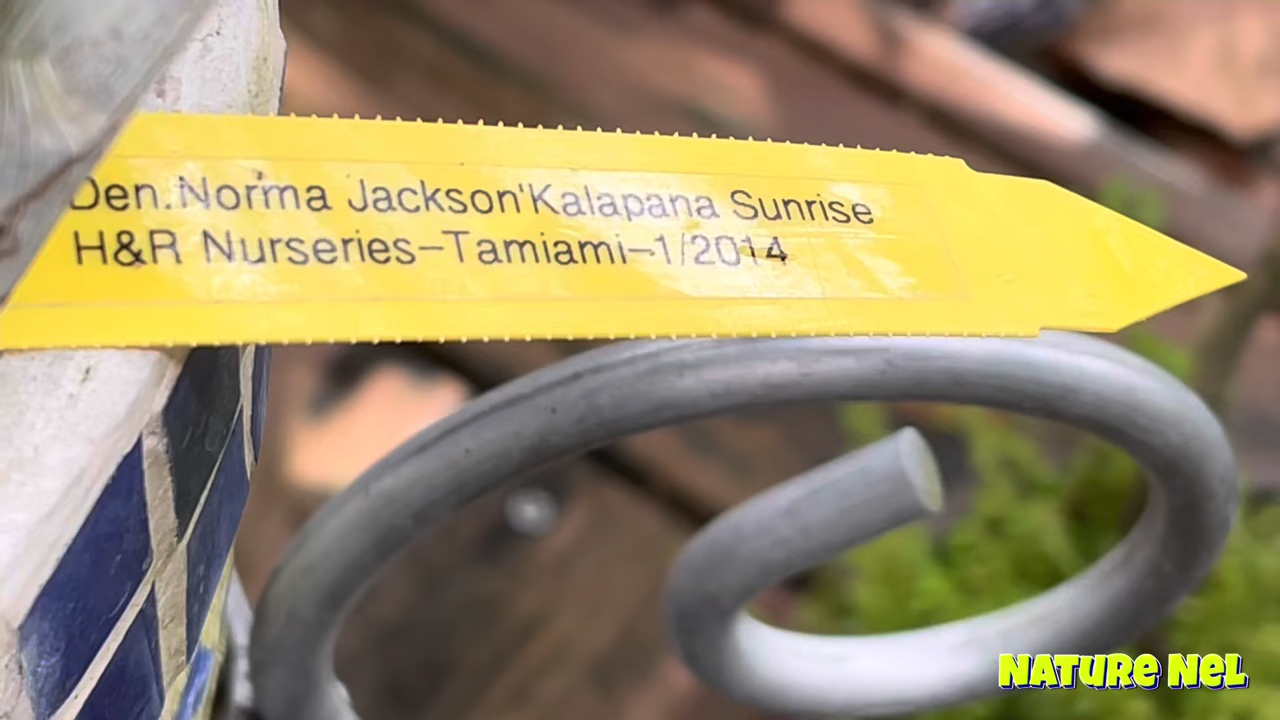 Den. Norma Jackson'Kalapana Sunrise
H&R Nurseries-Tamiami-1/2014
NATURE NEL